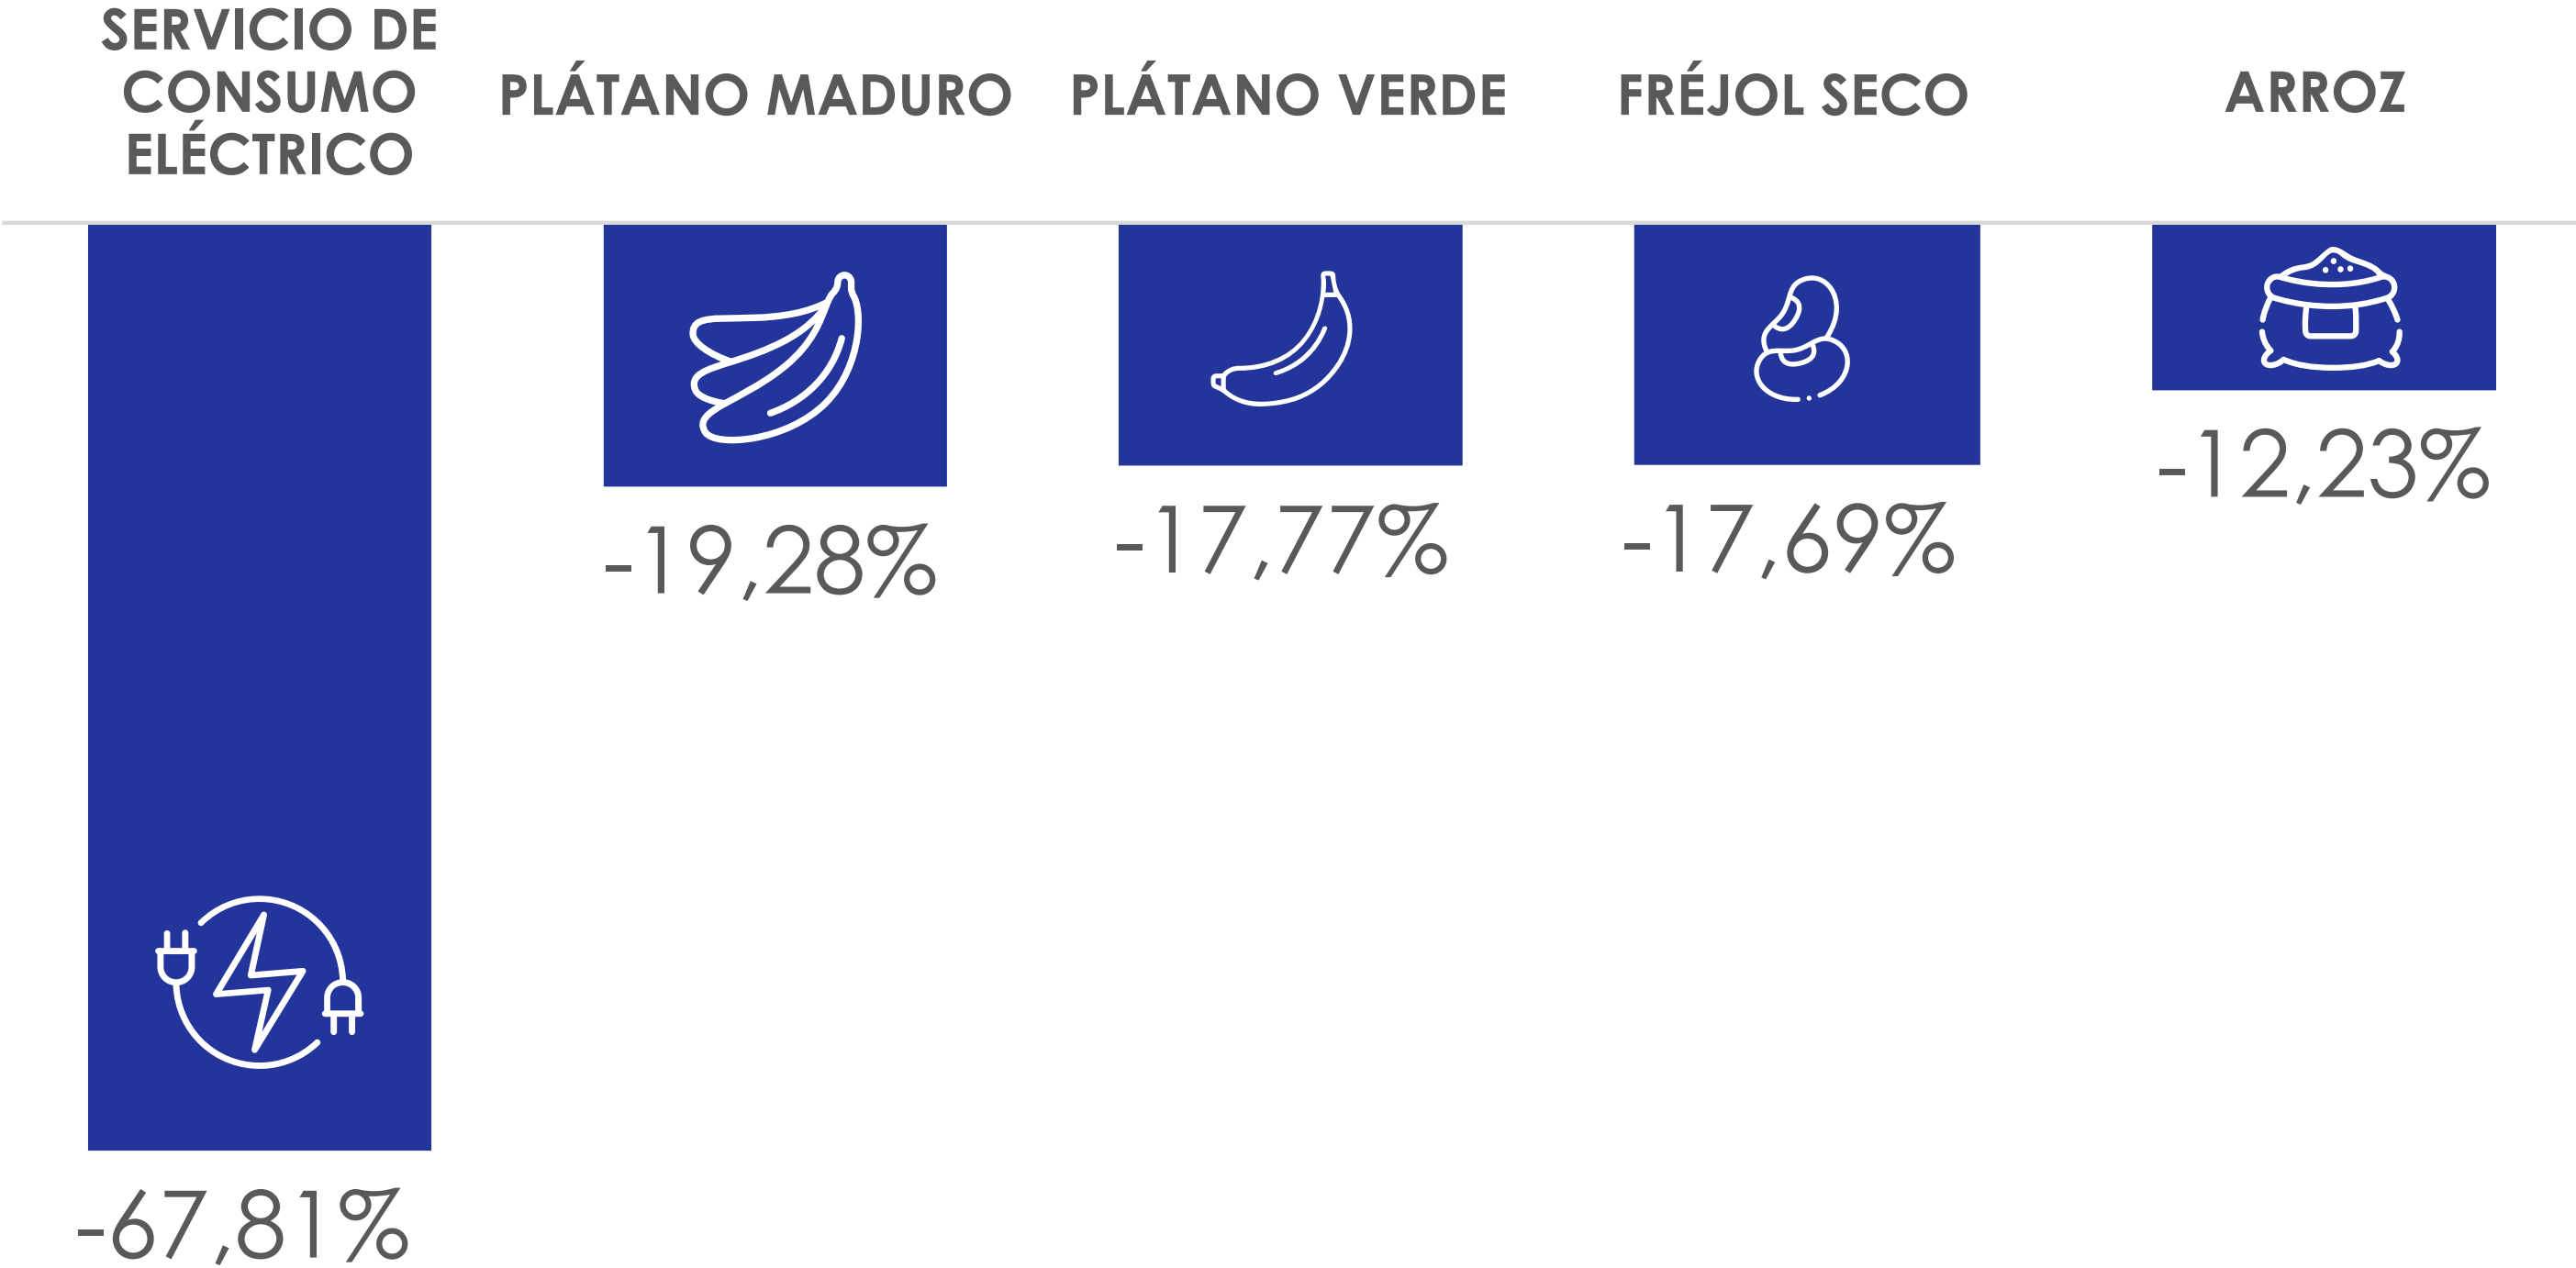 SERVICIO DE
CONSUMO
ELÉCTRICO
PLÁTANO MADURO
PLÁTANO VERDE
FRÉJOL SECO
ARROZ
-67,81%
-19,28%
-17,77%
-17,69%
-12,23%